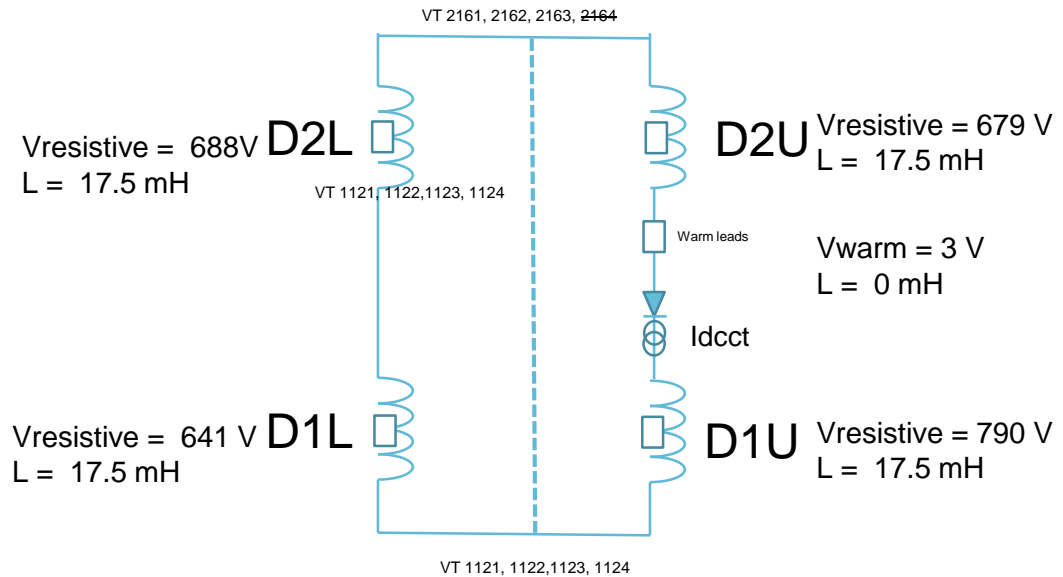 VT 2161, 2162, 2163, 2164
Vresistive =  688V
L =  17.5 mH
D2L
D2U
Vresistive = 679 V
L =  17.5 mH
VT 1121, 1122,1123, 1124
Warm leads
Vwarm = 3 V
L =  0 mH
Idcct
Vresistive =  641 V
L =  17.5 mH
D1L
D1U
Vresistive = 790 V
L =  17.5 mH
VT 1121, 1122,1123, 1124